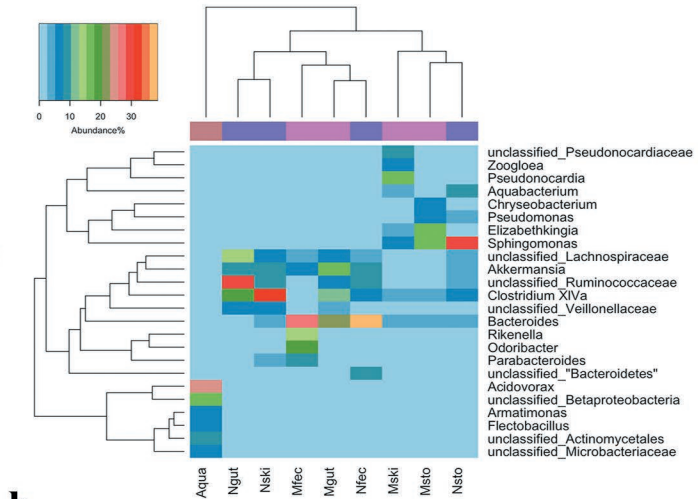 0 10 20 30
Abundance%
unclassified_Pseudonocardiaceae
Zoogloea
Pseudonocardia
Aquabacterium
Chryseobacterium
Pseudomonas
Elizabethkingia
Sphingomonas
unclassified_Lachnospiraceae
Akkermansia
unclassified_Ruminococcaceae
Clostridium XIVa
unclassified_Veillonellaceae
Bacteroides
Rikenella
Odoribacter
Parabacteroides
unclassified_"Bacteroidetes"
Acidovorax
unclassified_Betaproteobacteria
Armatimonas
Flectobacillus
unclassified_Actinomycetales
unclassified_Microbacteriaceae
Aqua Ngut Nski Mfec Mgut Nfec Mski Msto Nsto